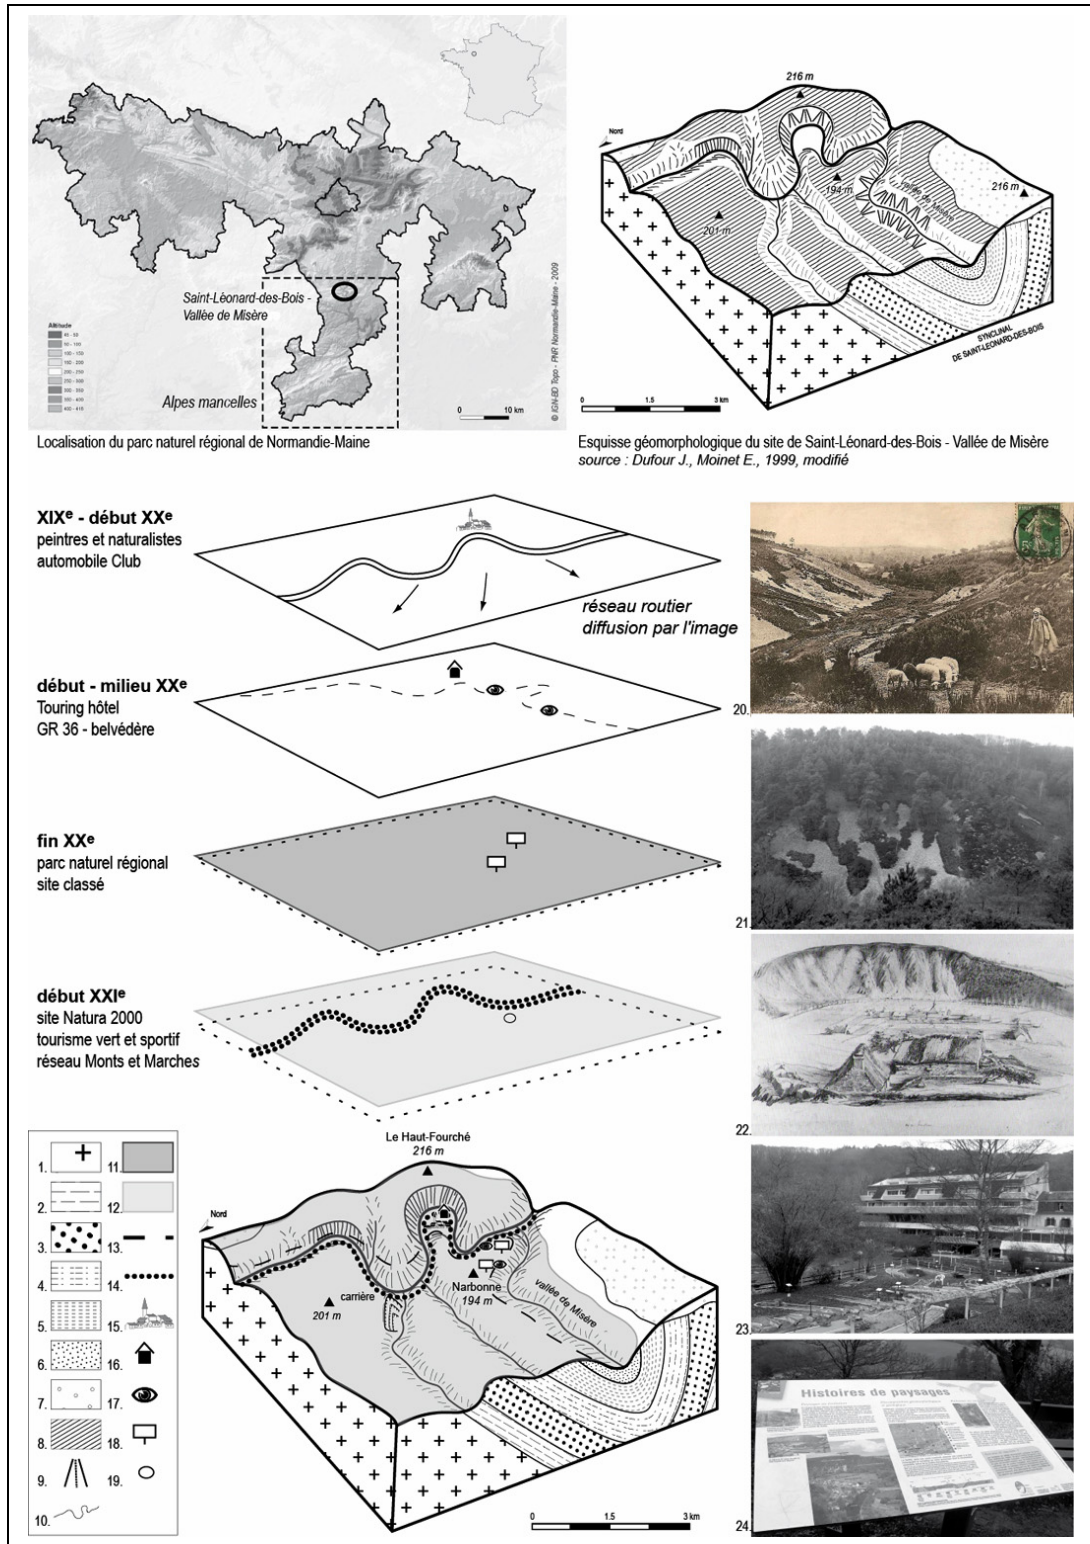 Saint-Léonard-des-Bois -
Vallée de Misère
Alpes mancelles
Altitude
0 10 km
© IGN-BD Topo - PNR Normandie-Maine - 2009
Localisation du parc naturel régional de Normandie-Maine
216 m
Nord
194 m
vallée de Misère
216 m
201 m
SYNCLINAL
DE SAINT-LEONARD-DES-BOIS
0 1.5 3 km
Esquisse géomorphologique du site de Saint-Léonard-des-Bois - Vallée de Misère
source : Dufour J., Moinet E., 1999, modifié
XIXe - début XXe
peintres et naturalistes
automobile Club
réseau routier
diffusion par l'image
début - milieu XXe
Touring hôtel
GR 36 - belvédère
fin XXe
parc naturel régional
site classé
début XXIe
site Natura 2000
tourisme vert et sportif
réseau Monts et Marches
20.
21.
22.
23.
24.
1. 11.
2. 12.
3. 13.
4. 14.
5. 15.
6. 16.
7. 17.
8. 18.
9. 19.
10.
Le Haut-Fourché
216 m
Nord
carrière
201 m
Narbonne
194 m
vallée de Misère
0 1.5 3 km
Histoires de paysages